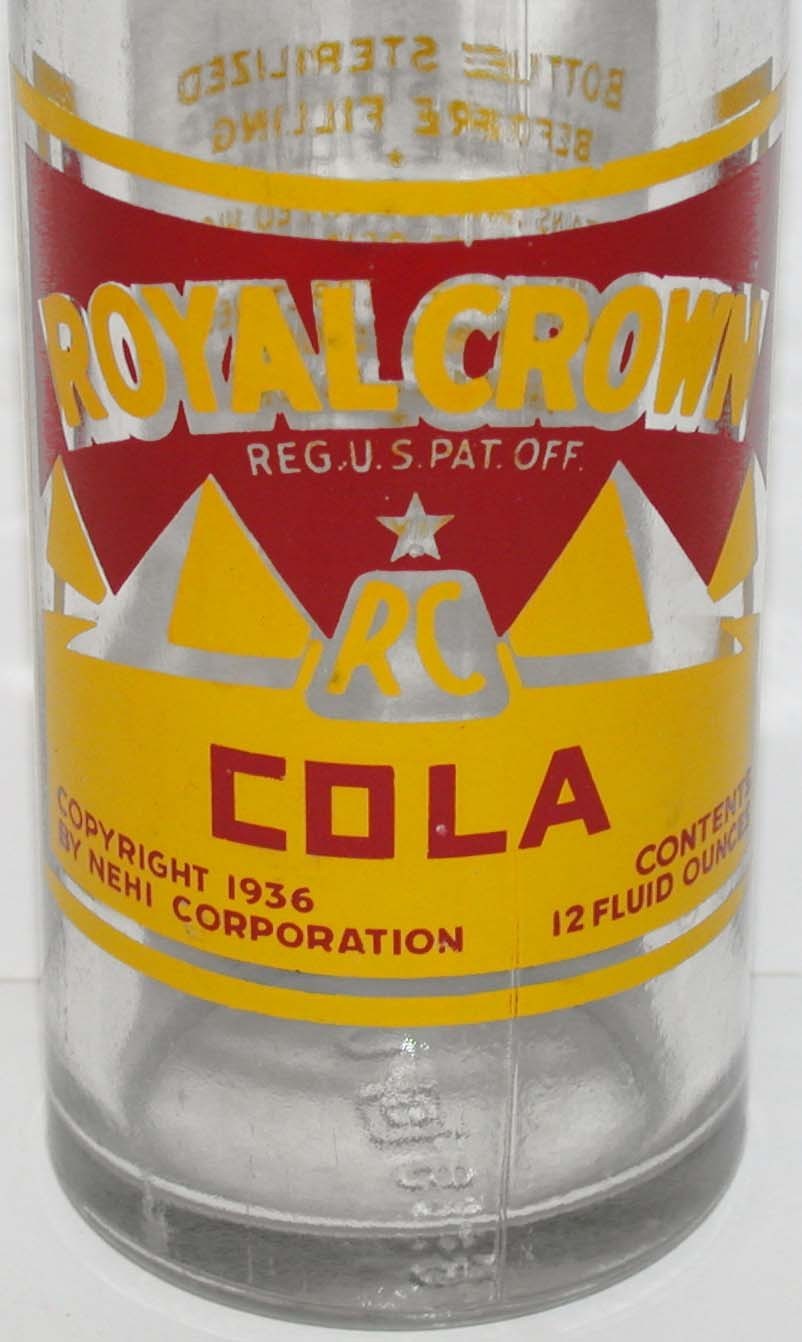 BOTTLE STERILIZED
BEFORE FILLING
ROYAL CROWN
REG. U. S. PAT. OFF.
RC
COLA
COPYRIGHT 1936
BY NEHI CORPORATION
CONTENTS
12 FLUID OUNCES